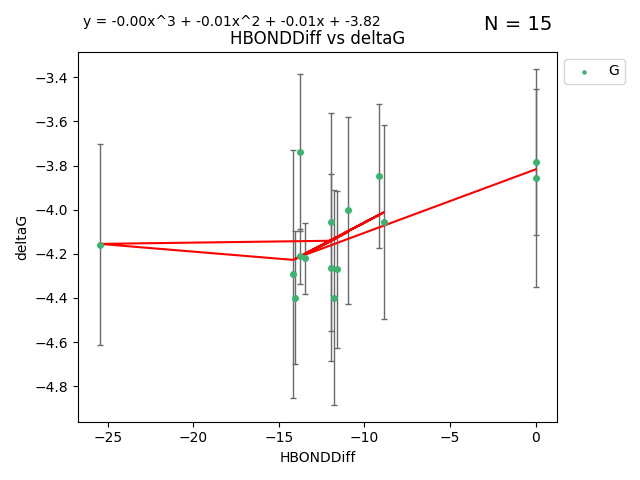 y = -0.00x^3 + -0.01x^2 + -0.01x + -3.82
N = 15
HBONDDiff vs deltaG
G
−3.4
−3.6
−3.8
−4.0
−4.2
−4.4
−4.6
−4.8
deltaG
−25
−20
−15
−10
−5
0
HBONDDiff